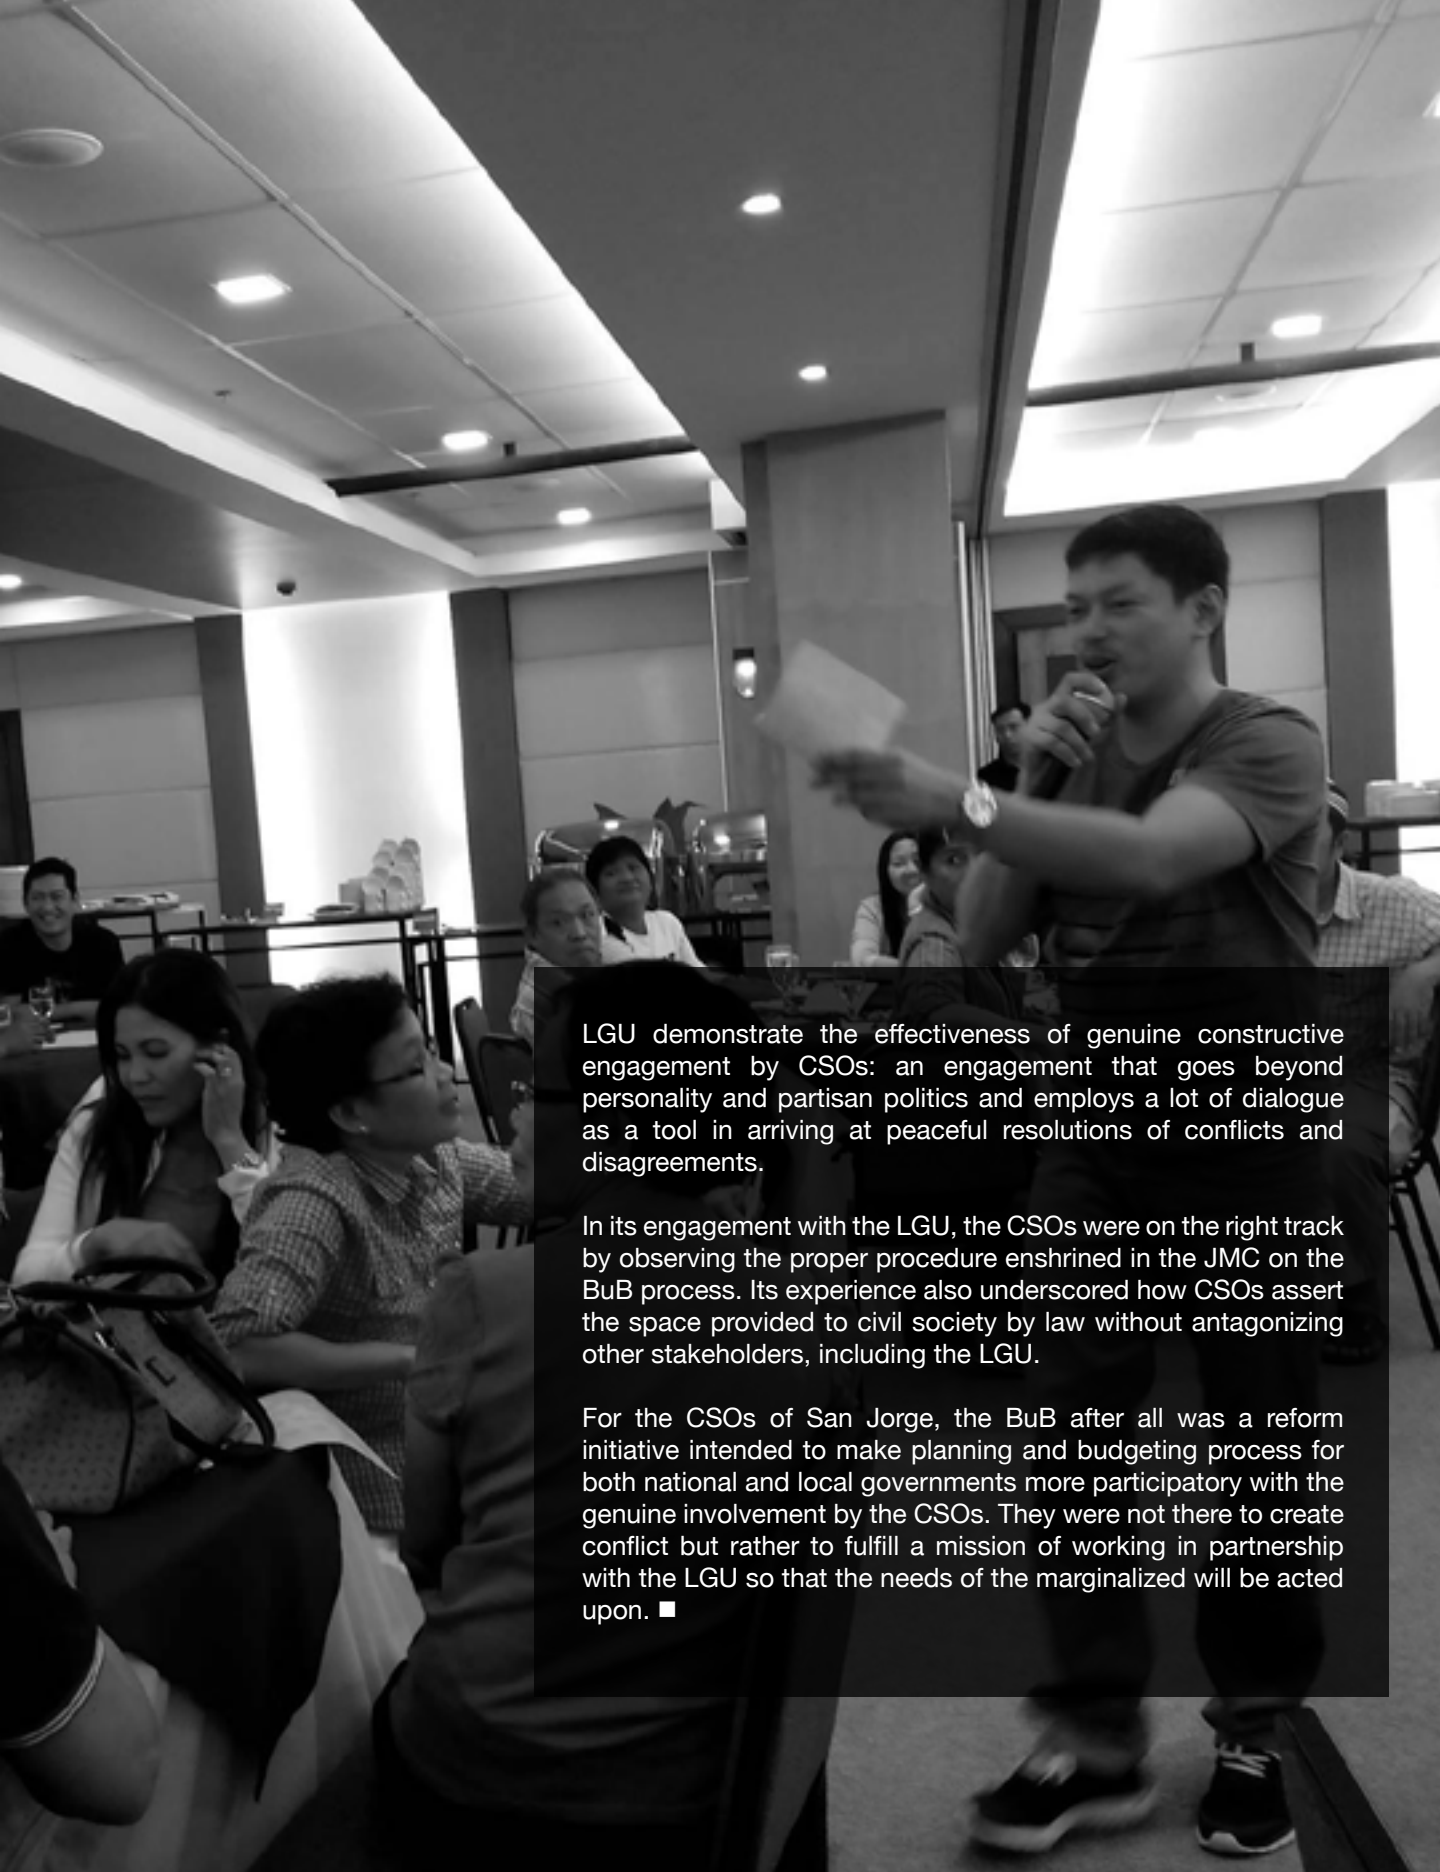 LGU demonstrate the effectiveness of genuine constructive
engagement by CSOs: an engagement that goes beyond
personality and partisan politics and employs a lot of dialogue
as a tool in arriving at peaceful resolutions of conflicts and
disagreements.
In its engagement with the LGU, the CSOs were on the right track
by observing the proper procedure enshrined in the JMC on the
BuB process. Its experience also underscored how CSOs assert
the space provided to civil society by law without antagonizing
other stakeholders, including the LGU.
For the CSOs of San Jorge, the BuB after all was a reform
initiative intended to make planning and budgeting process for
both national and local governments more participatory with the
genuine involvement by the CSOs. They were not there to create
conflict but rather to fulfill a mission of working in partnership
with the LGU so that the needs of the marginalized will be acted
upon. ■